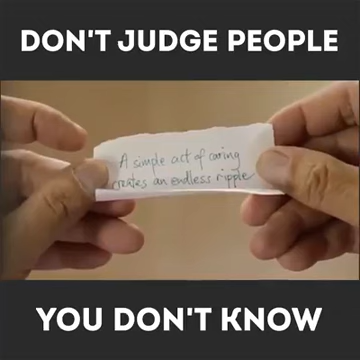 DON'T JUDGE PEOPLE
A simple act of caring
creates an endless ripple
YOU DON'T KNOW